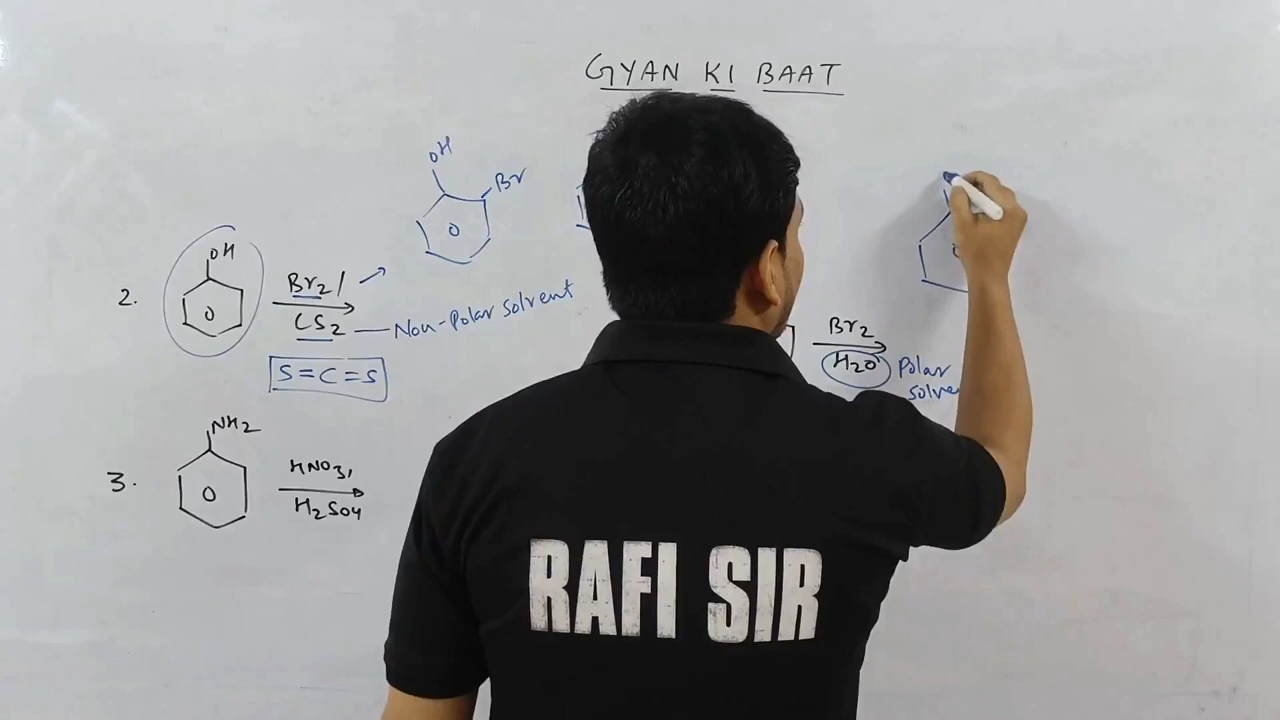 GYAN KI BAAT
OH
Br
2.
OH
Br2/
CS2
Non-Polar solvent
S=C=S
Br2
H2O
Polar
3.
NH2
HNO3,
H2SO4
RAFI SIR